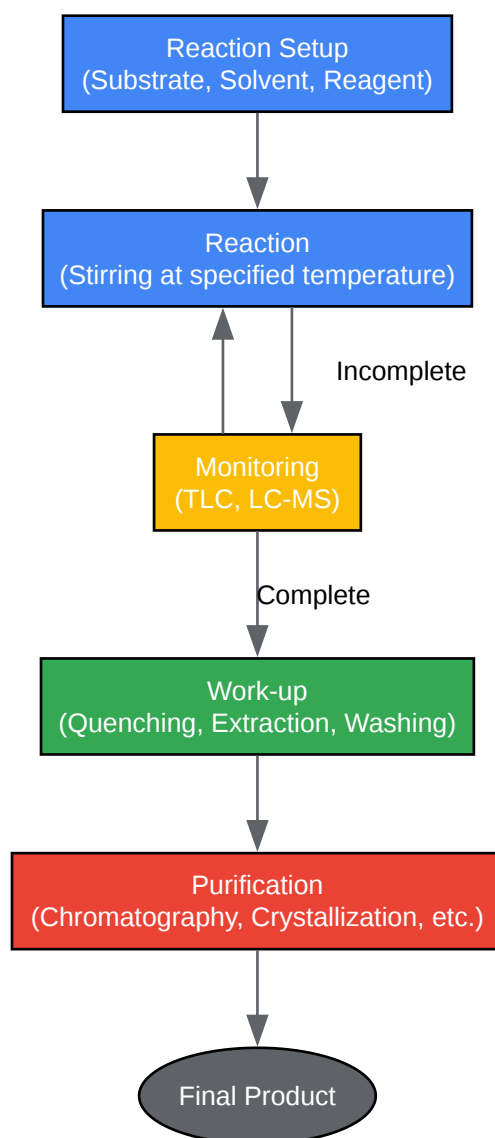 Reaction Setup
(Substrate, Solvent, Reagent)
Reaction
(Stirring at specified temperature)
Incomplete
Monitoring
(TLC, LC-MS)
Complete
Work-up
(Quenching, Extraction, Washing)
Purification
(Chromatography, Crystallization, etc.)
Final Product